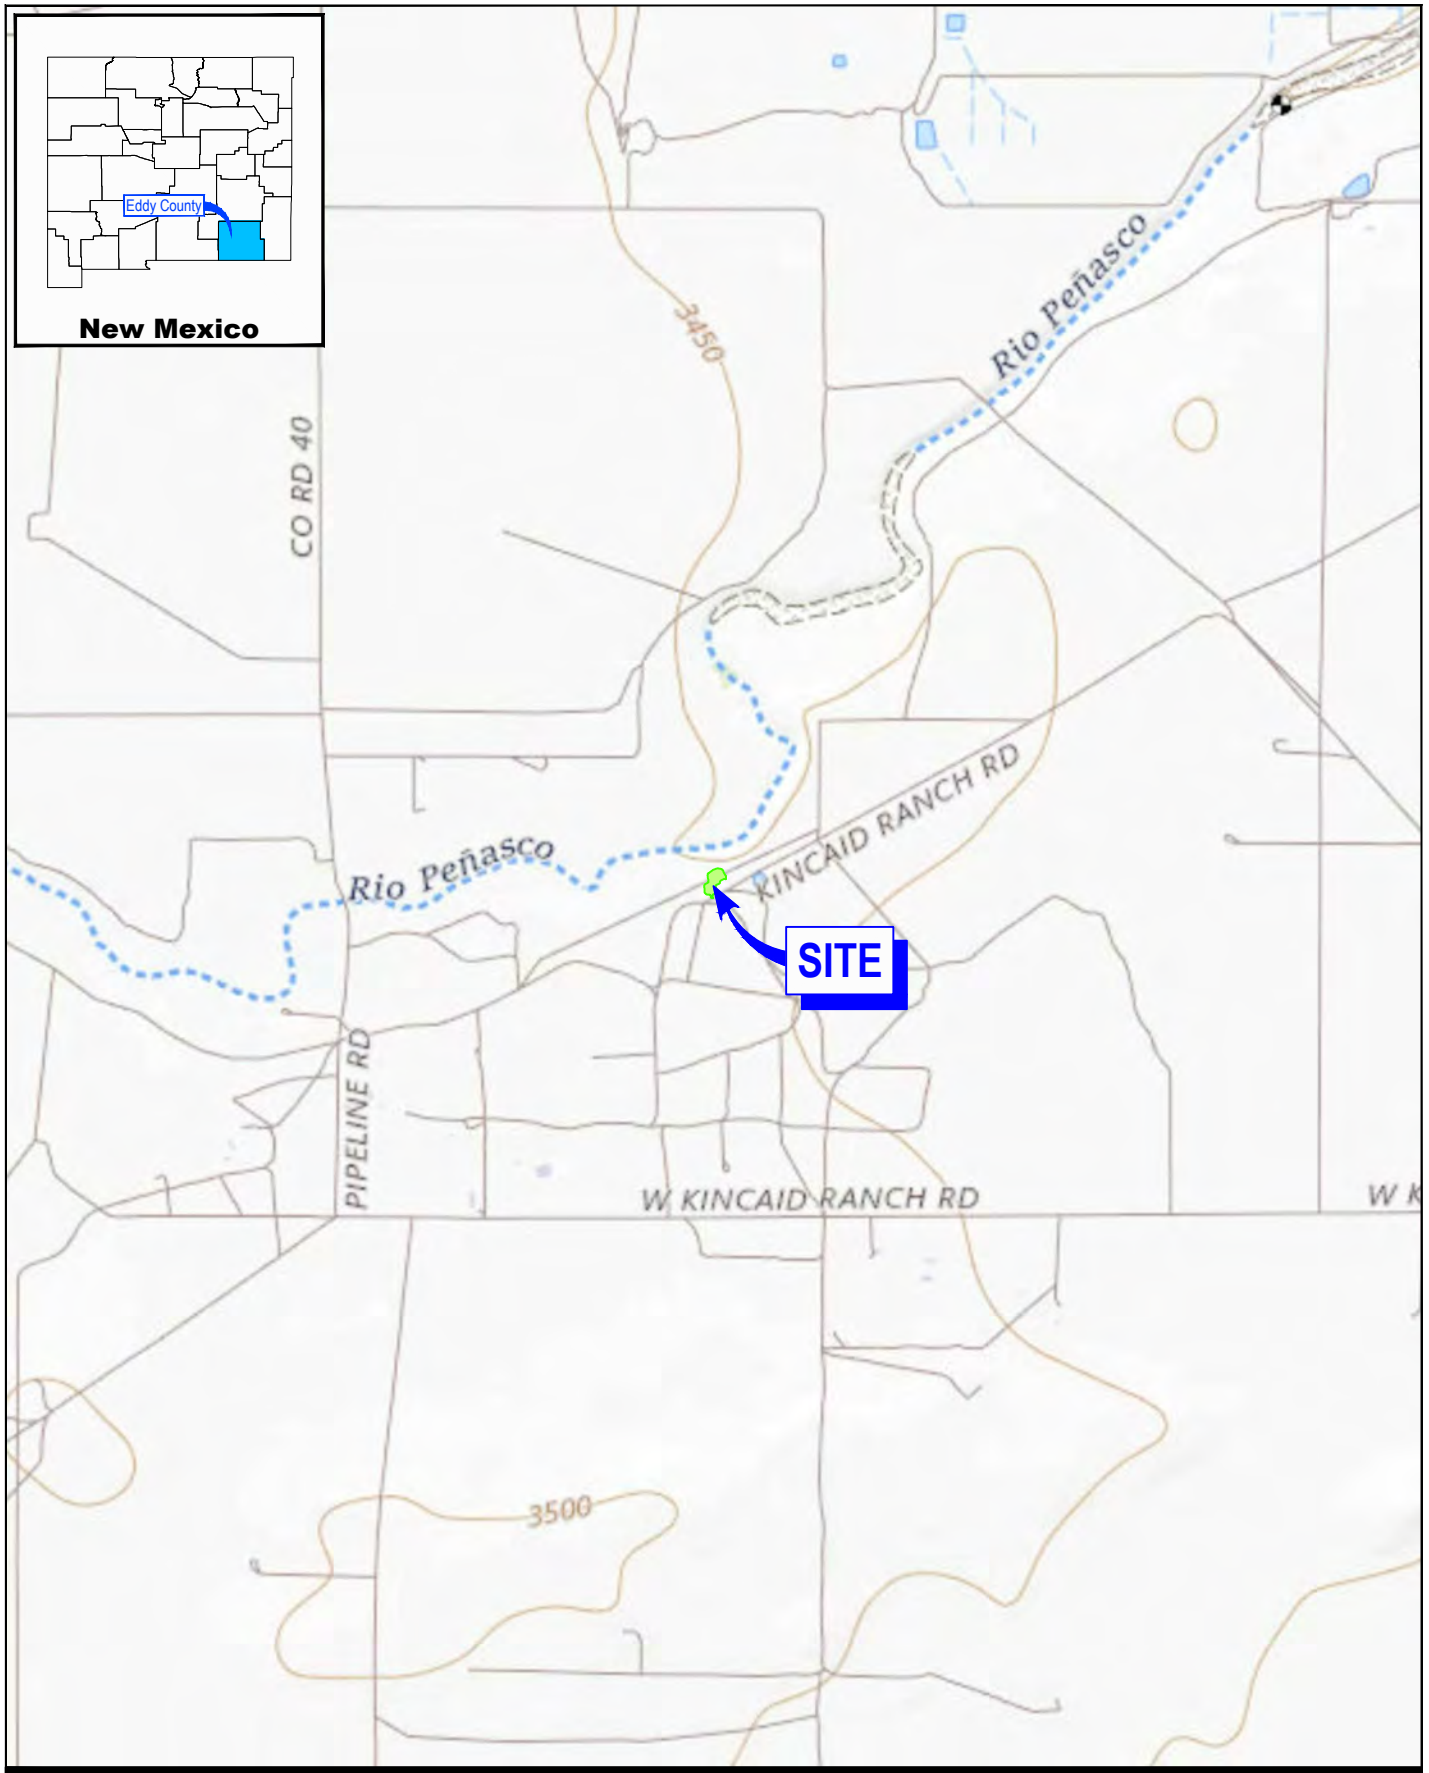 Eddy County
New Mexico
Rio Peñasco
3450
CO RD 40
KINCAID RANCH RD
Rio Peñasco
SITE
PIPELINE RD
W KINCAID RANCH RD
W K
3500